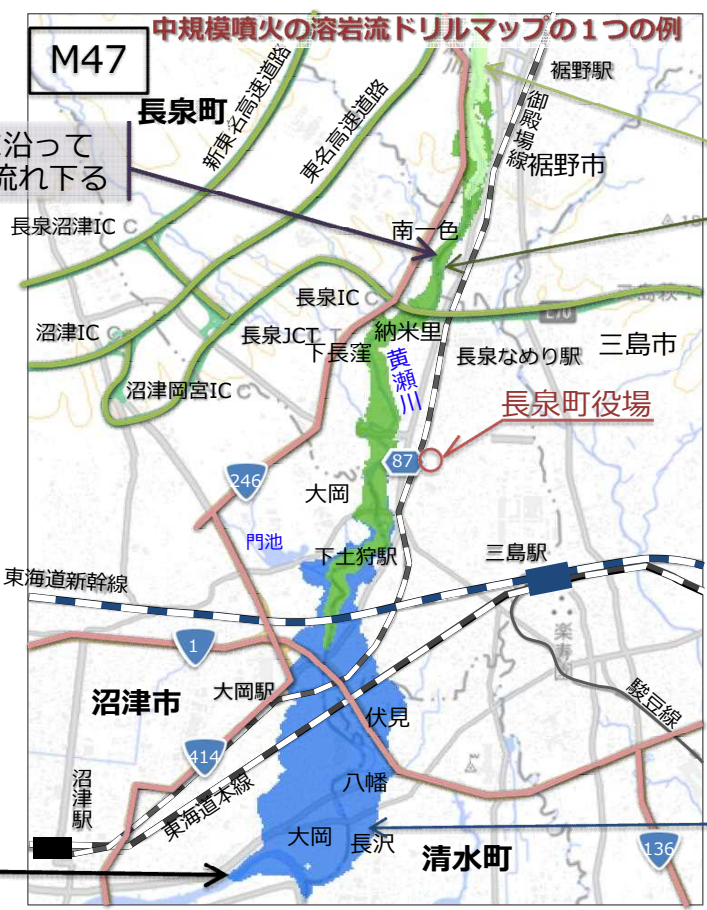 中規模噴火の溶岩流ドリルマップの1つの例
M47
裾野駅
長泉町
新東名高速道路
東名高速道路
御殿場線
沿って
流れ下る
裾野市
長泉沼津IC
南一色
長泉IC
E70
沼津IC
長泉JCT
納米里
下長窪
黄瀬川
長泉なめり駅
三島市
沼津岡宮IC
長泉町役場
87
246
大岡
門池
下土狩駅
三島駅
東海道新幹線
1
楽寿園
大岡駅
駿豆線
沼津市
伏見
414
沼津駅
八幡
東海道本線
大岡
長沢
清水町
136